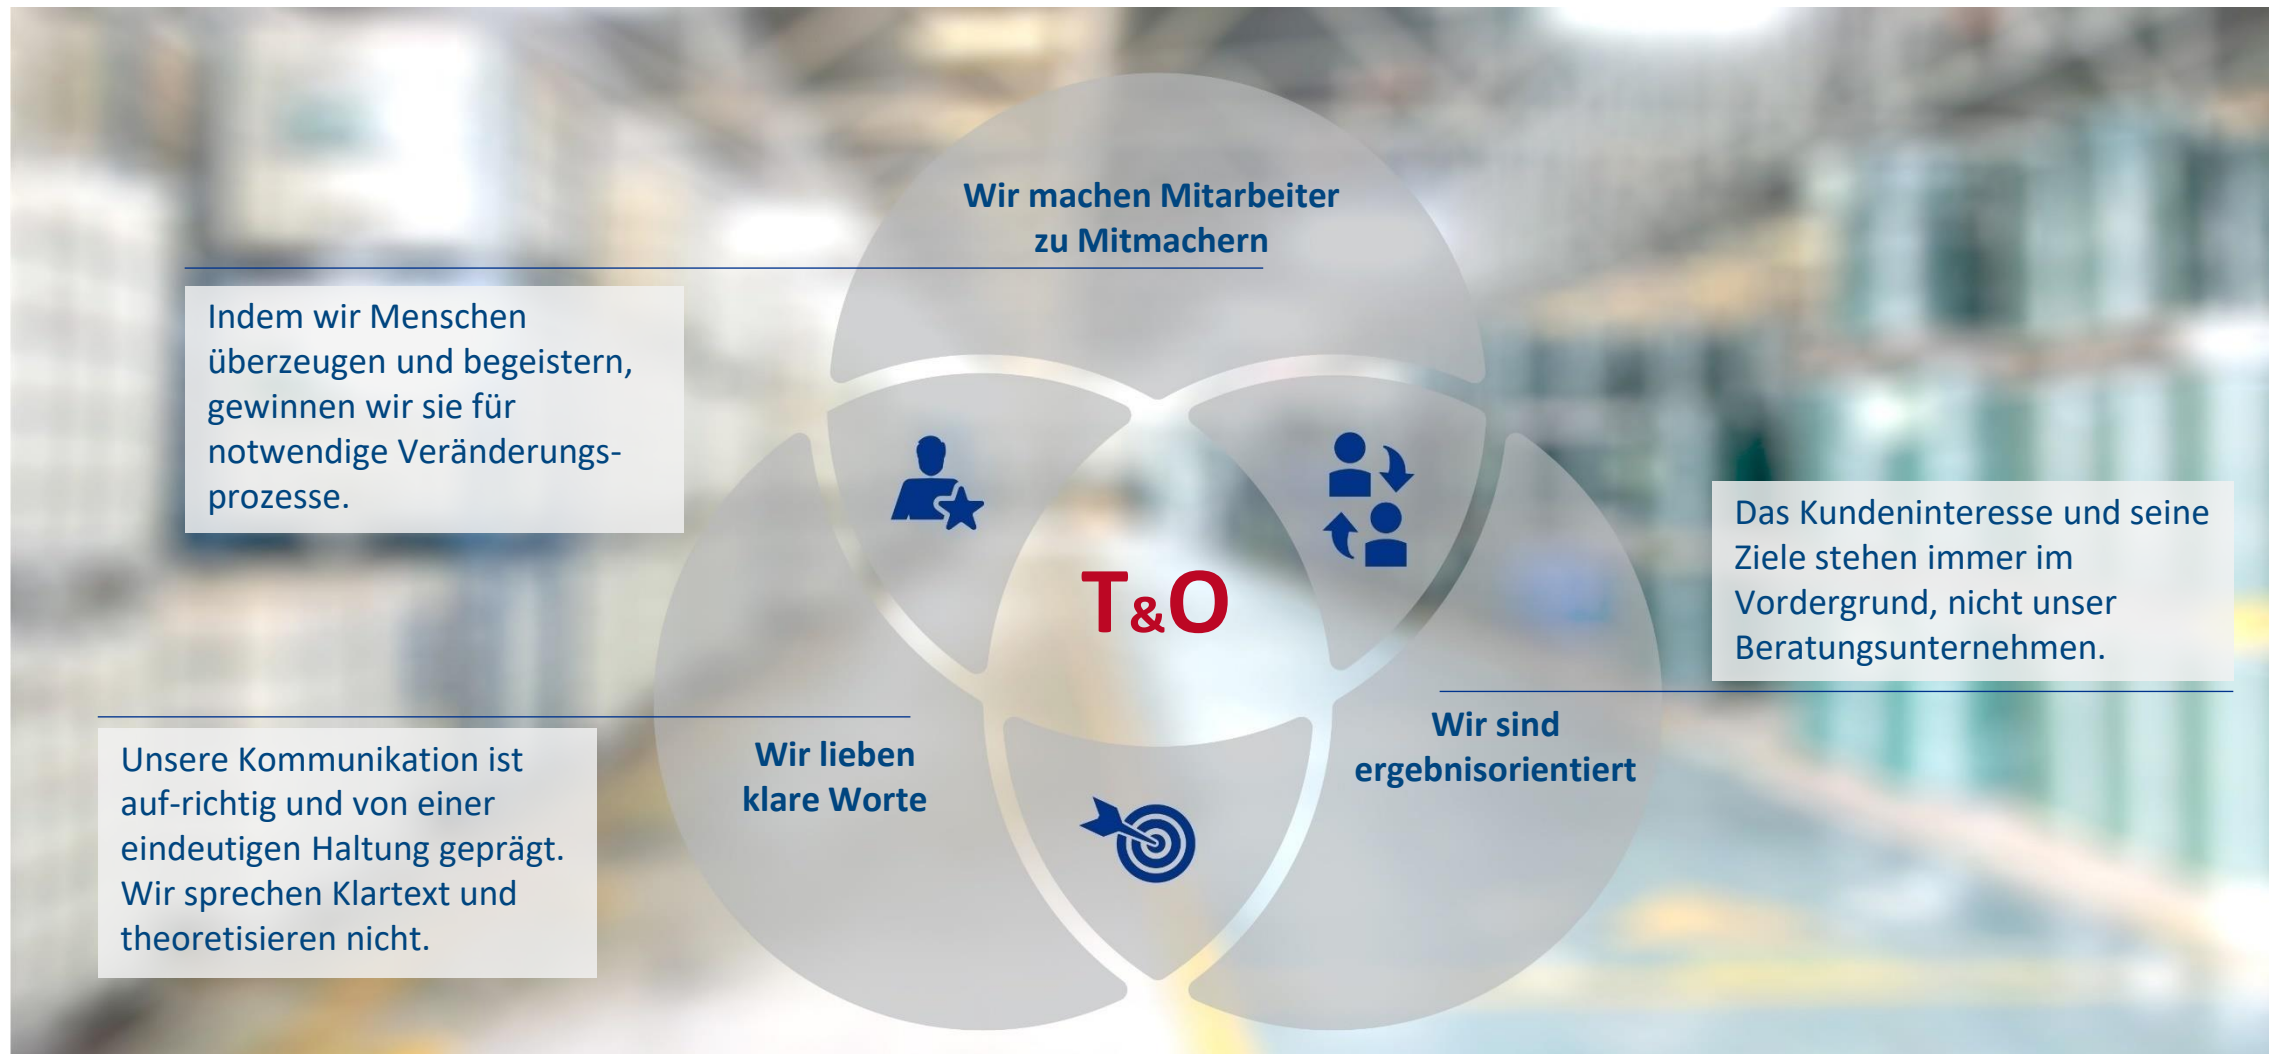 Wir machen Mitarbeiter
zu Mitmachern
Indem wir Menschen
überzeugen und begeistern,
gewinnen wir sie für
notwendige Veränderungs-
prozesse.
Das Kundeninteresse und seine
Ziele stehen immer im
Vordergrund, nicht unser
Beratungsunternehmen.
T&O
Wir sind
ergebnisorientiert
Wir lieben
klare Worte
Unsere Kommunikation ist
auf-richtig und von einer
eindeutigen Haltung geprägt.
Wir sprechen Klartext und
theoretisieren nicht.